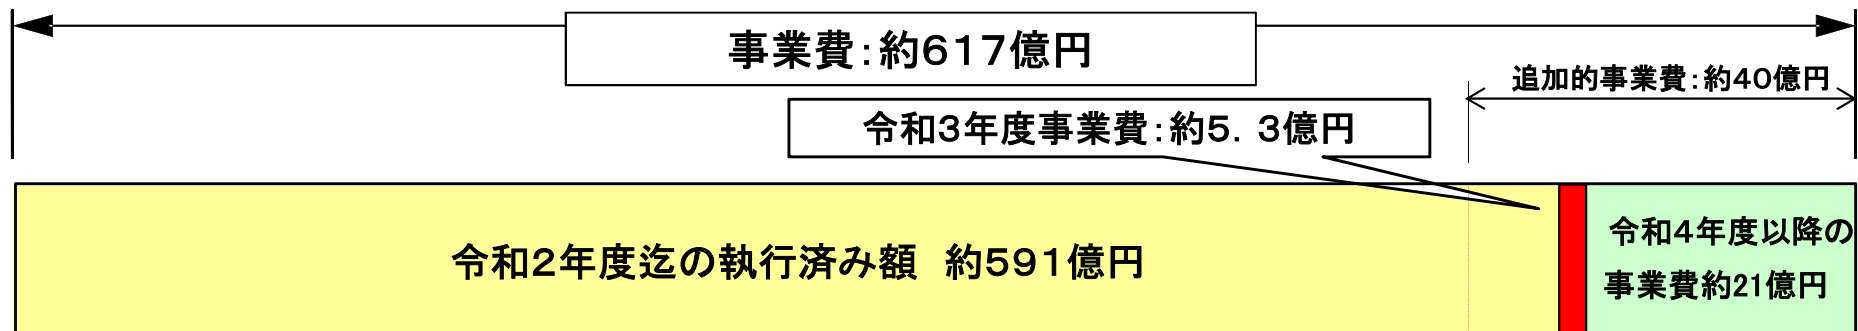 事業費：約６１７億円
追加的事業費：約４０億円
令和３年度事業費：約５．３億円
令和２年度迄の執行済み額　約５９１億円
令和４年度以降の
事業費約21億円